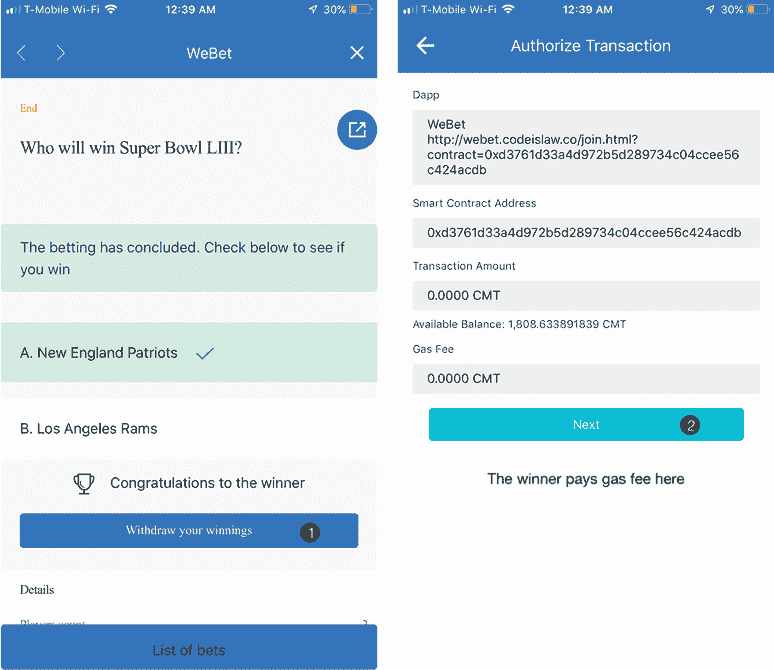 T-Mobile Wi-Fi 12:39 AM 30%
WeBet
End
Who will win Super Bowl LIII?
The betting has concluded. Check below to see if
you win
A. New England Patriots
B. Los Angeles Rams
Congratulations to the winner
Withdraw your winnings 1
Details
Players count 2
List of bets
T-Mobile Wi-Fi 12:39 AM 30%
Authorize Transaction
Dapp
WeBet
http://webet.codeislaw.co/join.html?
contract=0xd3761d33a4d972b5d289734c04ccee56
c424acdb
Smart Contract Address
0xd3761d33a4d972b5d289734c04ccee56c424acdb
Transaction Amount
0.0000 CMT
Available Balance: 1,808.633891839 CMT
Gas Fee
0.0000 CMT
Next 2
The winner pays gas fee here